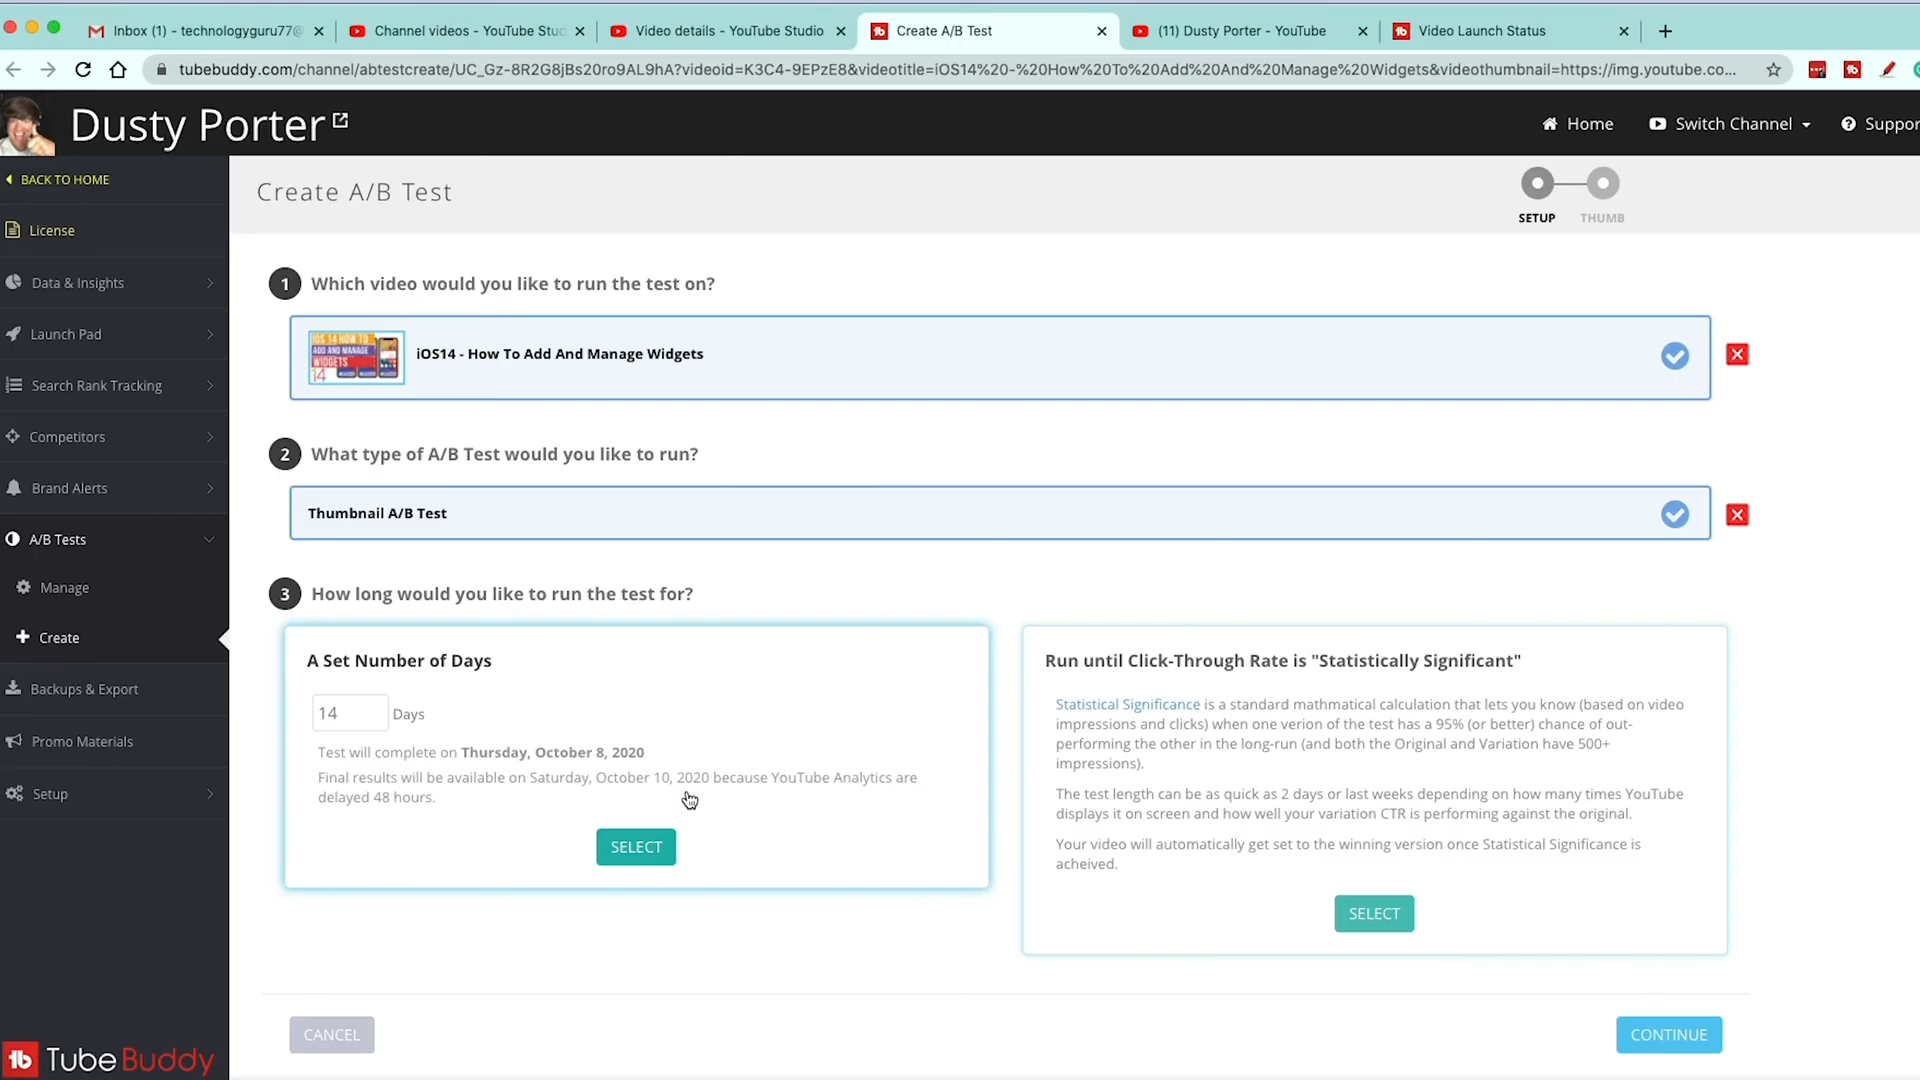 Inbox (1) - technologyguru77@
Channel videos - YouTube Stu
Video details - YouTube Studio
Create A/B Test
(11) Dusty Porter - YouTube
Video Launch Status
tubebuddy.com/channel/abtestcreate/UC_Gz-8R2G8jBs20ro9AL9hA?videoid=K3C4-9EPzE8&videotitle=iOS14%20-%20How%20To%20Add%20And%20Manage%20Widgets&videothumbnail=https://img.youtube.co...
Dusty Porter
Home
Switch Channel
Suppor
BACK TO HOME
License
Data & Insights
Launch Pad
Search Rank Tracking
Competitors
Brand Alerts
A/B Tests
Manage
Create
Backups & Export
Promo Materials
Setup
TubeBuddy
Create A/B Test
SETUP
THUMB
1 Which video would you like to run the test on?
IOS 14 HOW TO
ADD AND MANAGE
WIDGETS
14
iOS14 - How To Add And Manage Widgets
2 What type of A/B Test would you like to run?
Thumbnail A/B Test
3 How long would you like to run the test for?
A Set Number of Days
14 Days
Test will complete on Thursday, October 8, 2020
Final results will be available on Saturday, October 10, 2020 because YouTube Analytics are
delayed 48 hours.
SELECT
Run until Click-Through Rate is "Statistically Significant"
Statistical Significance is a standard mathmatical calculation that lets you know (based on video
impressions and clicks) when one verion of the test has a 95% (or better) chance of out-
performing the other in the long-run (and both the Original and Variation have 500+
impressions).
The test length can be as quick as 2 days or last weeks depending on how many times YouTube
displays it on screen and how well your variation CTR is performing against the original.
Your video will automatically get set to the winning version once Statistical Significance is
acheived.
SELECT
CANCEL
CONTINUE